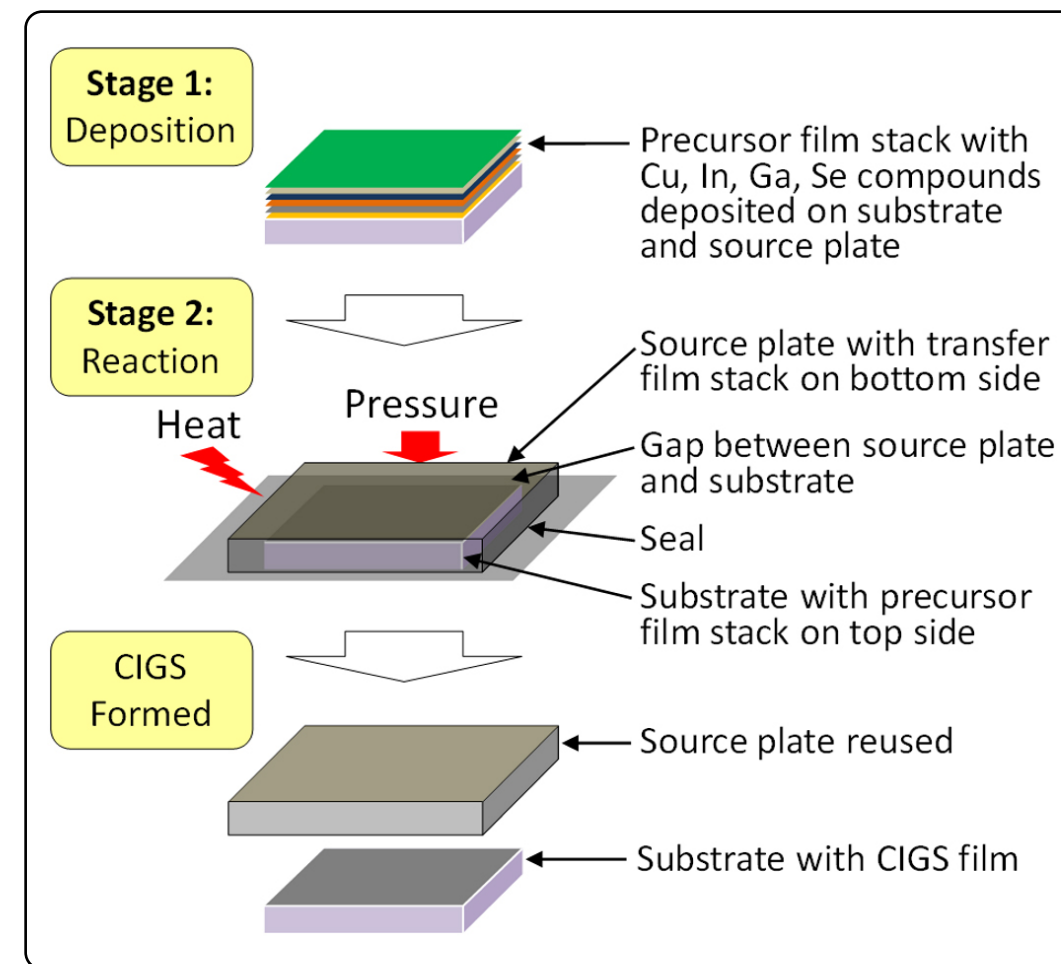 Stage 1:
Deposition
Precursor film stack with
Cu, In, Ga, Se compounds
deposited on substrate
and source plate
Stage 2:
Reaction
Heat
Pressure
Source plate with transfer
film stack on bottom side
Gap between source plate
and substrate
Seal
Substrate with precursor
film stack on top side
CIGS
Formed
Source plate reused
Substrate with CIGS film